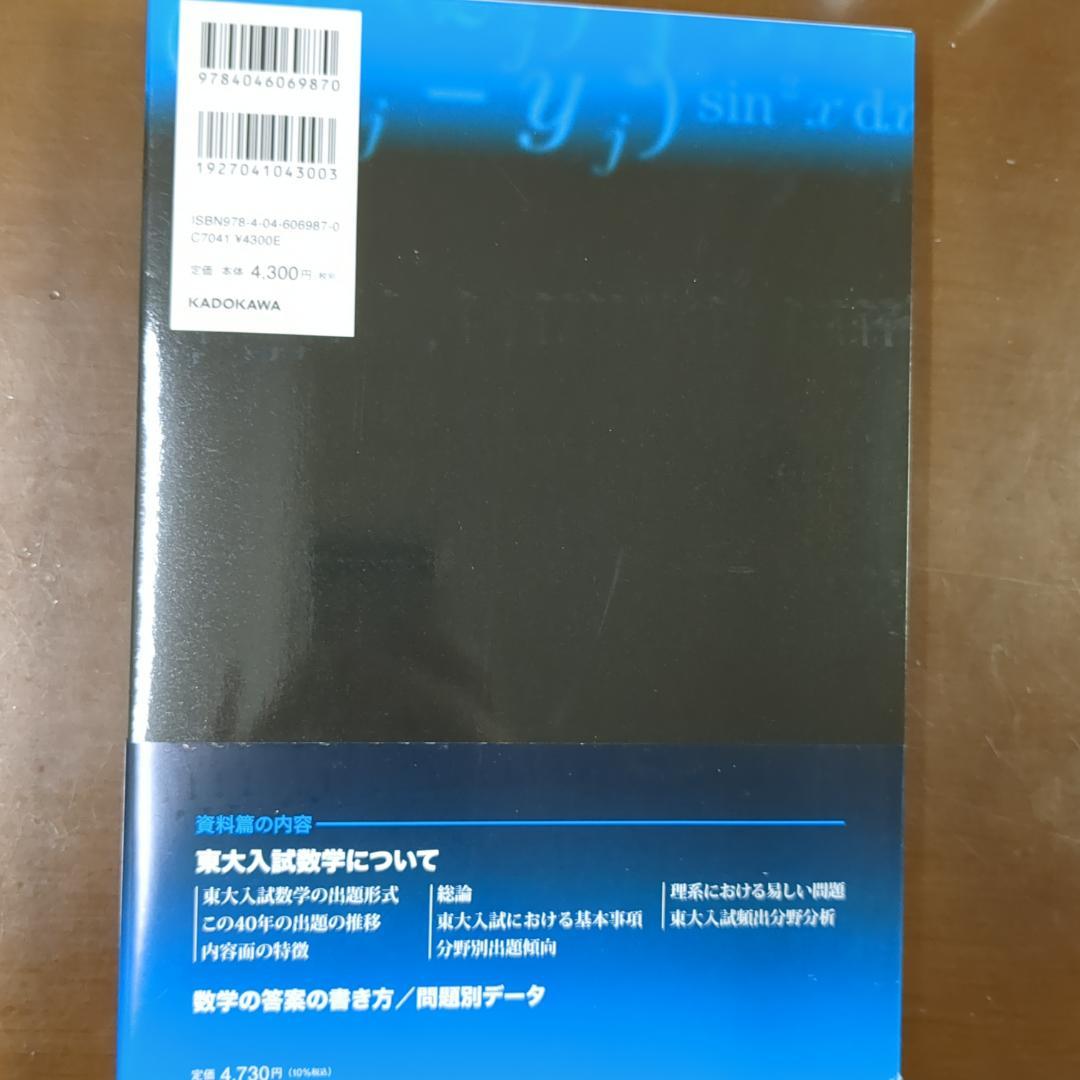 9784046069870
j − y j ) sin² x dx
1927041043003
ISBN978-4-04-606987-0
C7041 ¥4300E
定価 本体 4,300円 税別
KADOKAWA
資料篇の内容
東大入試数学について
東大入試数学の出題形式
この40年の出題の推移
内容面の特徴
総論
東大入試における基本事項
分野別出題傾向
理系における易しい問題
東大入試頻出分野分析
数学の答案の書き方／問題別データ
定価 4,730円 (10%税込)